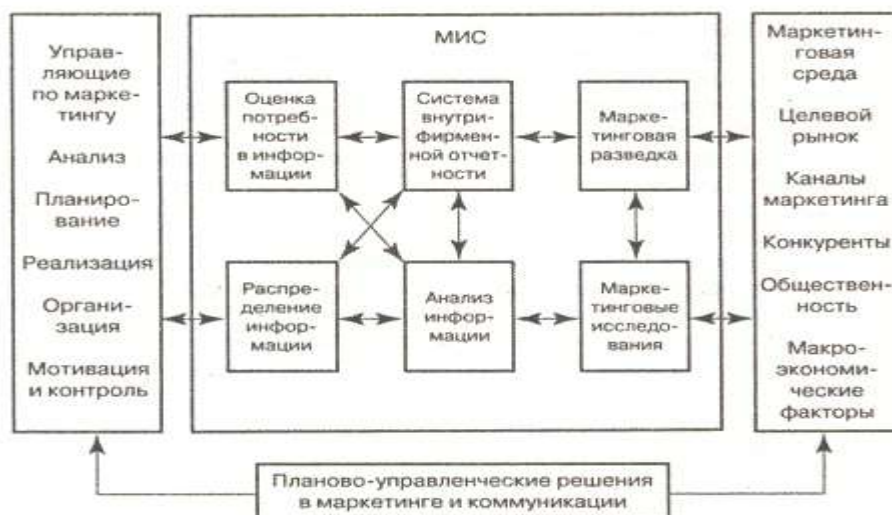 Управ-
ляющие
по марке-
тингу
Анализ
Планиро-
вание
Реализация
Органи-
зация
Мотивация
и контроль
МИС
Оценка
потреб-
ности
в инфор-
мации
Система
внутри-
фирмен-
ной отчет-
ности
Марке-
тинговая
разведка
Распре-
деление
инфор-
мации
Анализ
инфор-
мации
Марке-
тинговые
исследо-
вания
Маркетин-
говая
среда
Целевой
рынок
Каналы
маркетинга
Конкуренты
Обществен-
ность
Макро-
экономи-
ческие
факторы
Планово-управленческие решения
в маркетинге и коммуникации